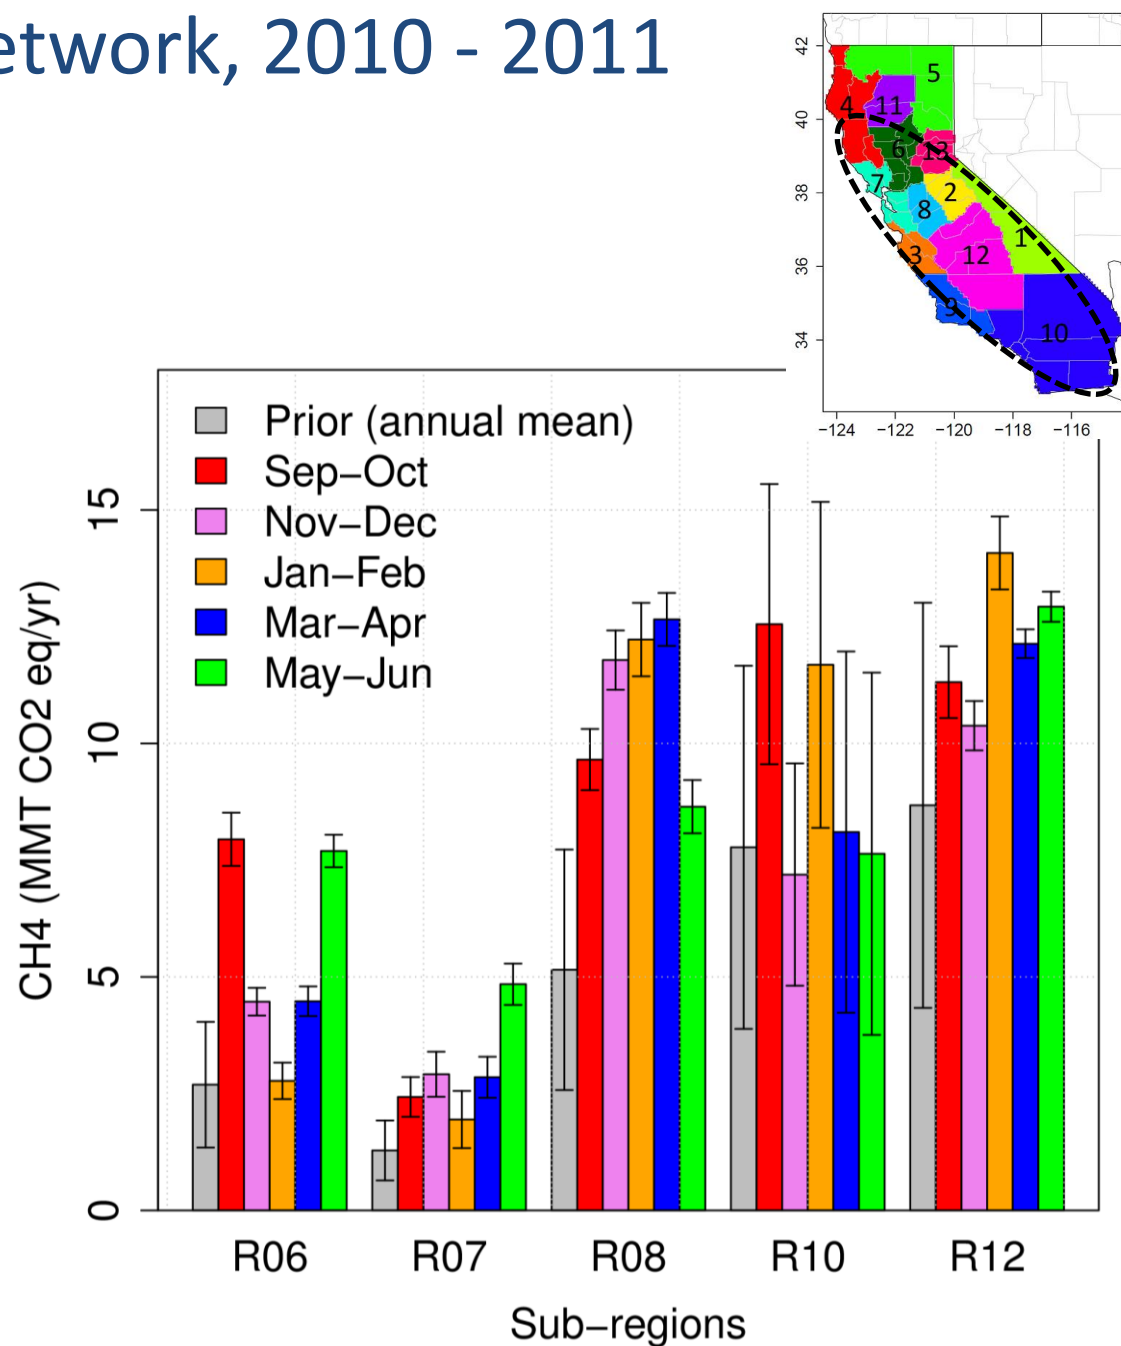 etwork, 2010 - 2011
42
40
38
36
34
5
4
11
6
13
7
2
8
1
3
12
9
10
−124 −122 −120 −118 −116
Prior (annual mean)
Sep−Oct
Nov−Dec
Jan−Feb
Mar−Apr
May−Jun
CH4 (MMT CO2 eq/yr)
15
10
5
0
R06 R07 R08 R10 R12
Sub−regions